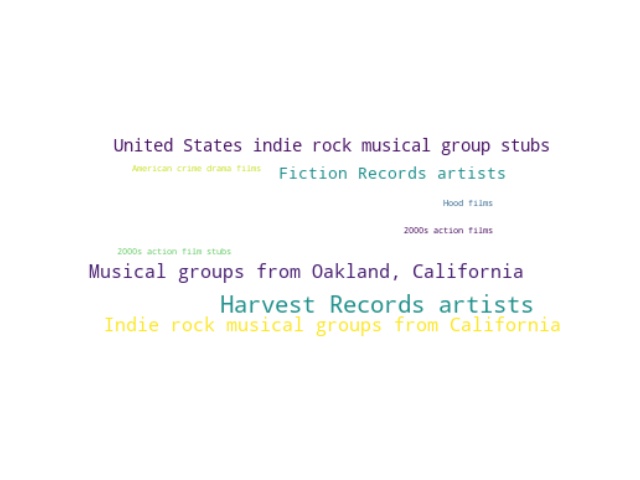 United States indie rock musical group stubs
American crime drama films
Fiction Records artists
Hood films
2000s action films
2000s action film stubs
Musical groups from Oakland, California
Harvest Records artists
Indie rock musical groups from California